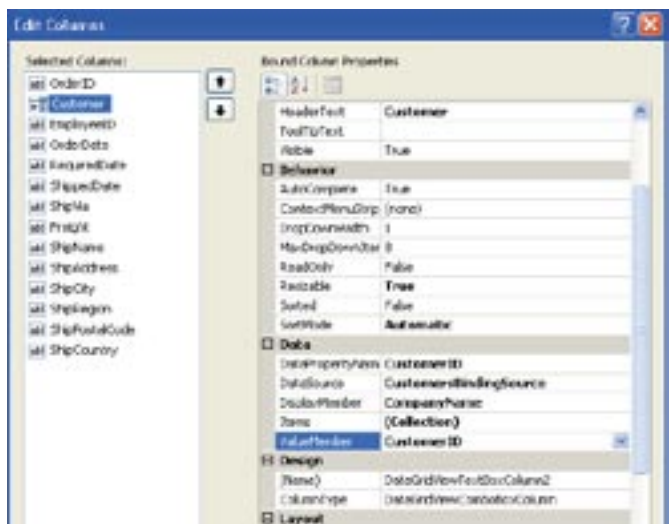 Edit Columns
Selected Columns:
OrderID
Customer
EmployeeID
OrderDate
RequiredDate
ShippedDate
ShipVia
Freight
ShipName
ShipAddress
ShipCity
ShipRegion
ShipPostalCode
ShipCountry
Bound Column Properties
HeaderText Customer
ToolTipText
Visible True
Behavior
AutoComplete True
ContextMenuStrip (none)
DropDownWidth 1
MaxDropDownIter 8
ReadOnly False
Resizable True
Sorted False
SortMode Automatic
Data
DataPropertyName CustomerID
DataSource CustomersBindingSource
DisplayMember CompanyName
Items (Collection)
ValueMember CustomerID
Design
(Name) DataGridViewTextBoxColumn2
ColumnType DataGridViewComboBoxColumn
Layout